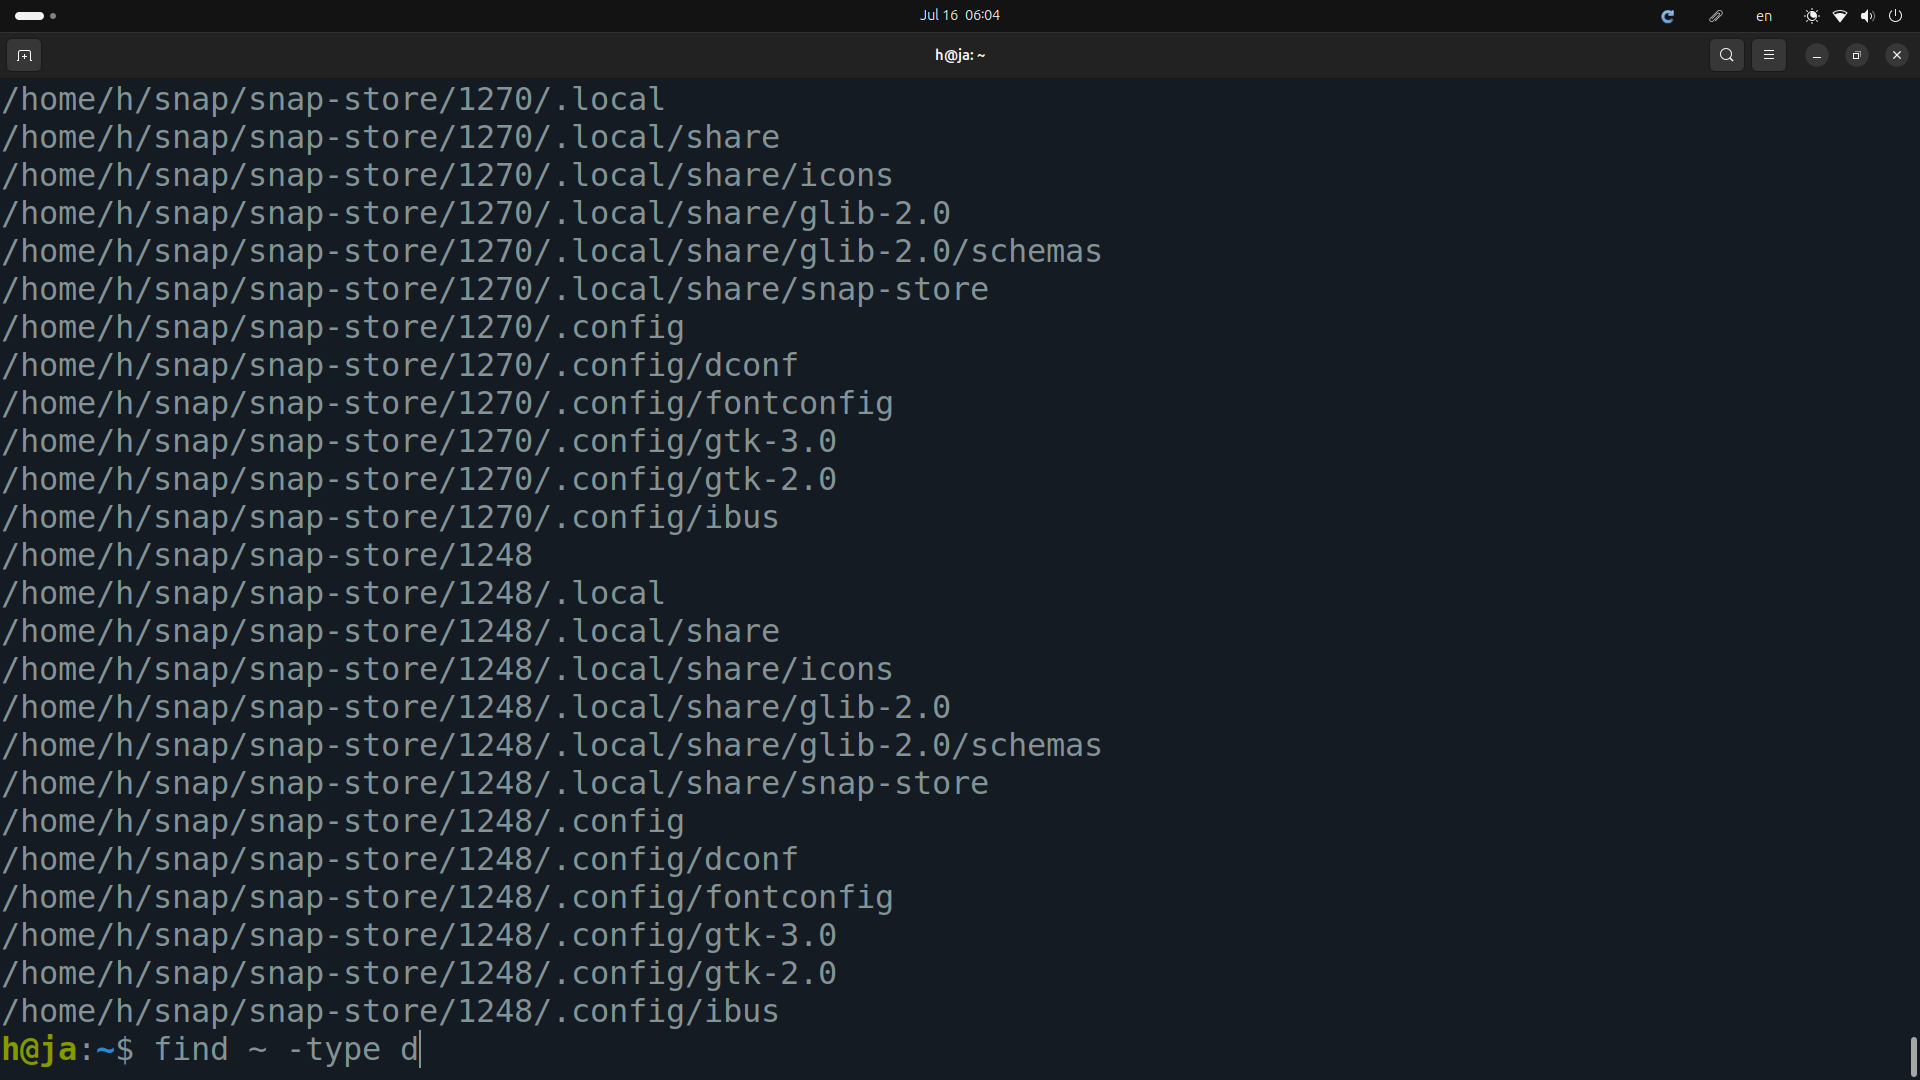 Jul 16 06:04
en
h@ja: ~
/home/h/snap/snap-store/1270/.local
/home/h/snap/snap-store/1270/.local/share
/home/h/snap/snap-store/1270/.local/share/icons
/home/h/snap/snap-store/1270/.local/share/glib-2.0
/home/h/snap/snap-store/1270/.local/share/glib-2.0/schemas
/home/h/snap/snap-store/1270/.local/share/snap-store
/home/h/snap/snap-store/1270/.config
/home/h/snap/snap-store/1270/.config/dconf
/home/h/snap/snap-store/1270/.config/fontconfig
/home/h/snap/snap-store/1270/.config/gtk-3.0
/home/h/snap/snap-store/1270/.config/gtk-2.0
/home/h/snap/snap-store/1270/.config/ibus
/home/h/snap/snap-store/1248
/home/h/snap/snap-store/1248/.local
/home/h/snap/snap-store/1248/.local/share
/home/h/snap/snap-store/1248/.local/share/icons
/home/h/snap/snap-store/1248/.local/share/glib-2.0
/home/h/snap/snap-store/1248/.local/share/glib-2.0/schemas
/home/h/snap/snap-store/1248/.local/share/snap-store
/home/h/snap/snap-store/1248/.config
/home/h/snap/snap-store/1248/.config/dconf
/home/h/snap/snap-store/1248/.config/fontconfig
/home/h/snap/snap-store/1248/.config/gtk-3.0
/home/h/snap/snap-store/1248/.config/gtk-2.0
/home/h/snap/snap-store/1248/.config/ibus
h@ja:~$ find ~ -type d